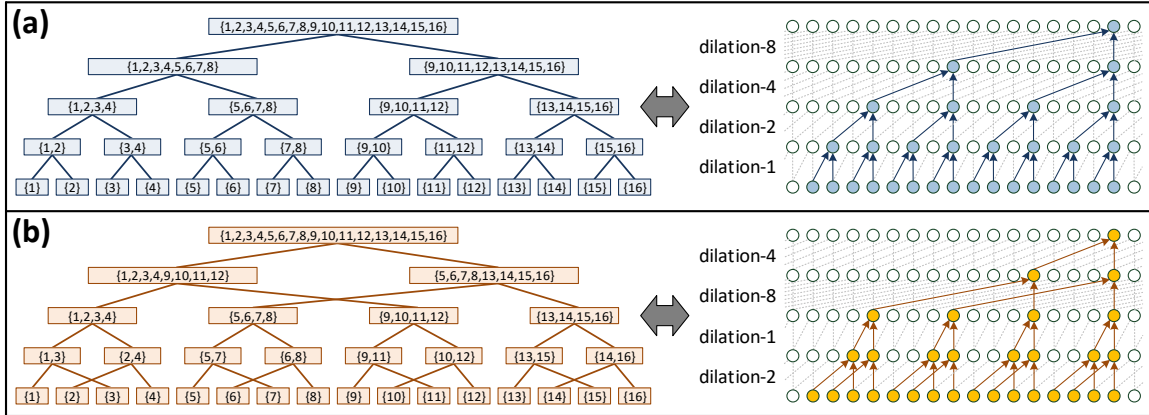 (a)
{1,2,3,4,5,6,7,8,9,10,11,12,13,14,15,16}
dilation-8
{1,2,3,4,5,6,7,8} {9,10,11,12,13,14,15,16}
dilation-4
{1,2,3,4} {5,6,7,8} {9,10,11,12} {13,14,15,16}
dilation-2
{1,2} {3,4} {5,6} {7,8} {9,10} {11,12} {13,14} {15,16}
dilation-1
{1} {2} {3} {4} {5} {6} {7} {8} {9} {10} {11} {12} {13} {14} {15} {16}
(b)
{1,2,3,4,5,6,7,8,9,10,11,12,13,14,15,16}
dilation-4
{1,2,3,4,9,10,11,12} {5,6,7,8,13,14,15,16}
dilation-8
{1,2,3,4} {5,6,7,8} {9,10,11,12} {13,14,15,16}
dilation-1
{1,3} {2,4} {5,7} {6,8} {9,11} {10,12} {13,15} {14,16}
dilation-2
{1} {2} {3} {4} {5} {6} {7} {8} {9} {10} {11} {12} {13} {14} {15} {16}